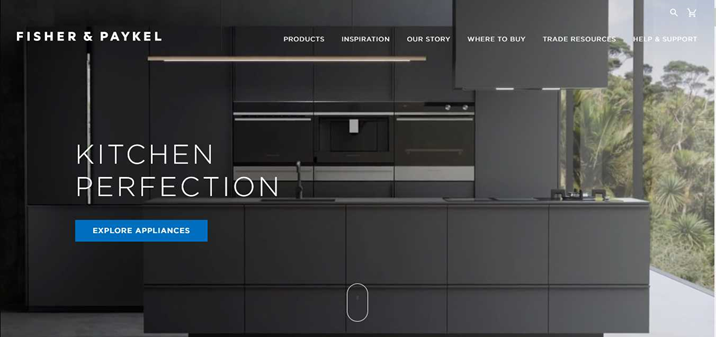 FISHER & PAYKEL
PRODUCTS INSPIRATION OUR STORY WHERE TO BUY TRADE RESOURCES HELP & SUPPORT
KITCHEN
PERFECTION
EXPLORE APPLIANCES